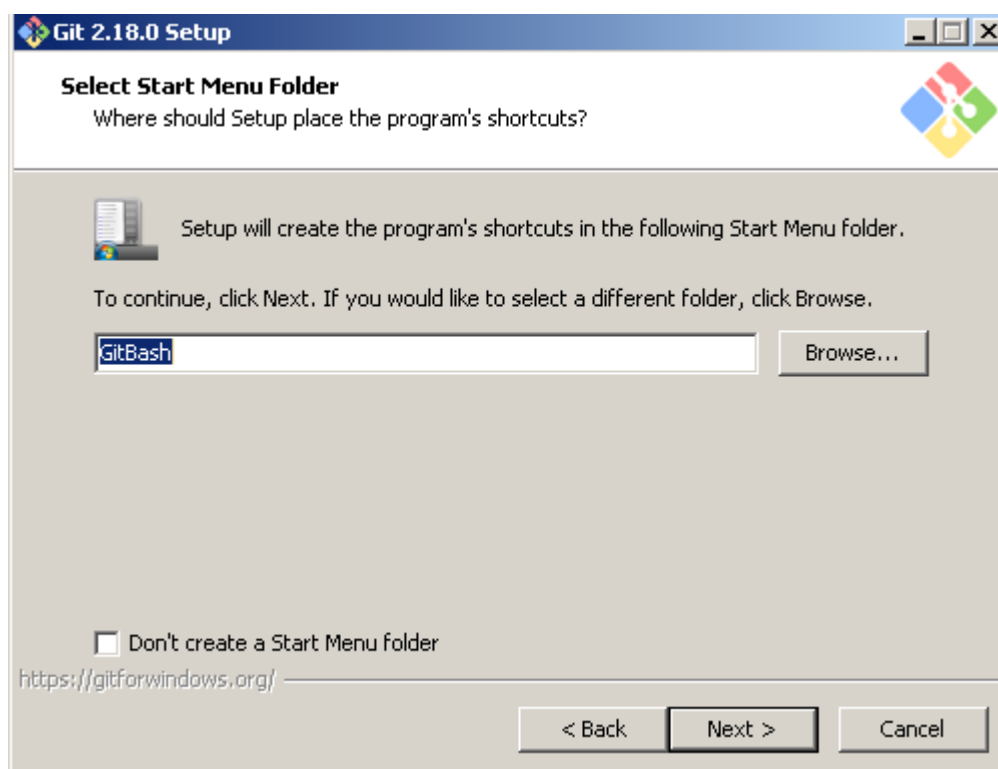 Git 2.18.0 Setup
Select Start Menu Folder
Where should Setup place the program's shortcuts?
Setup will create the program's shortcuts in the following Start Menu folder.
To continue, click Next. If you would like to select a different folder, click Browse.
GitBash
Browse...
Don't create a Start Menu folder
https://gitforwindows.org/
< Back
Next >
Cancel